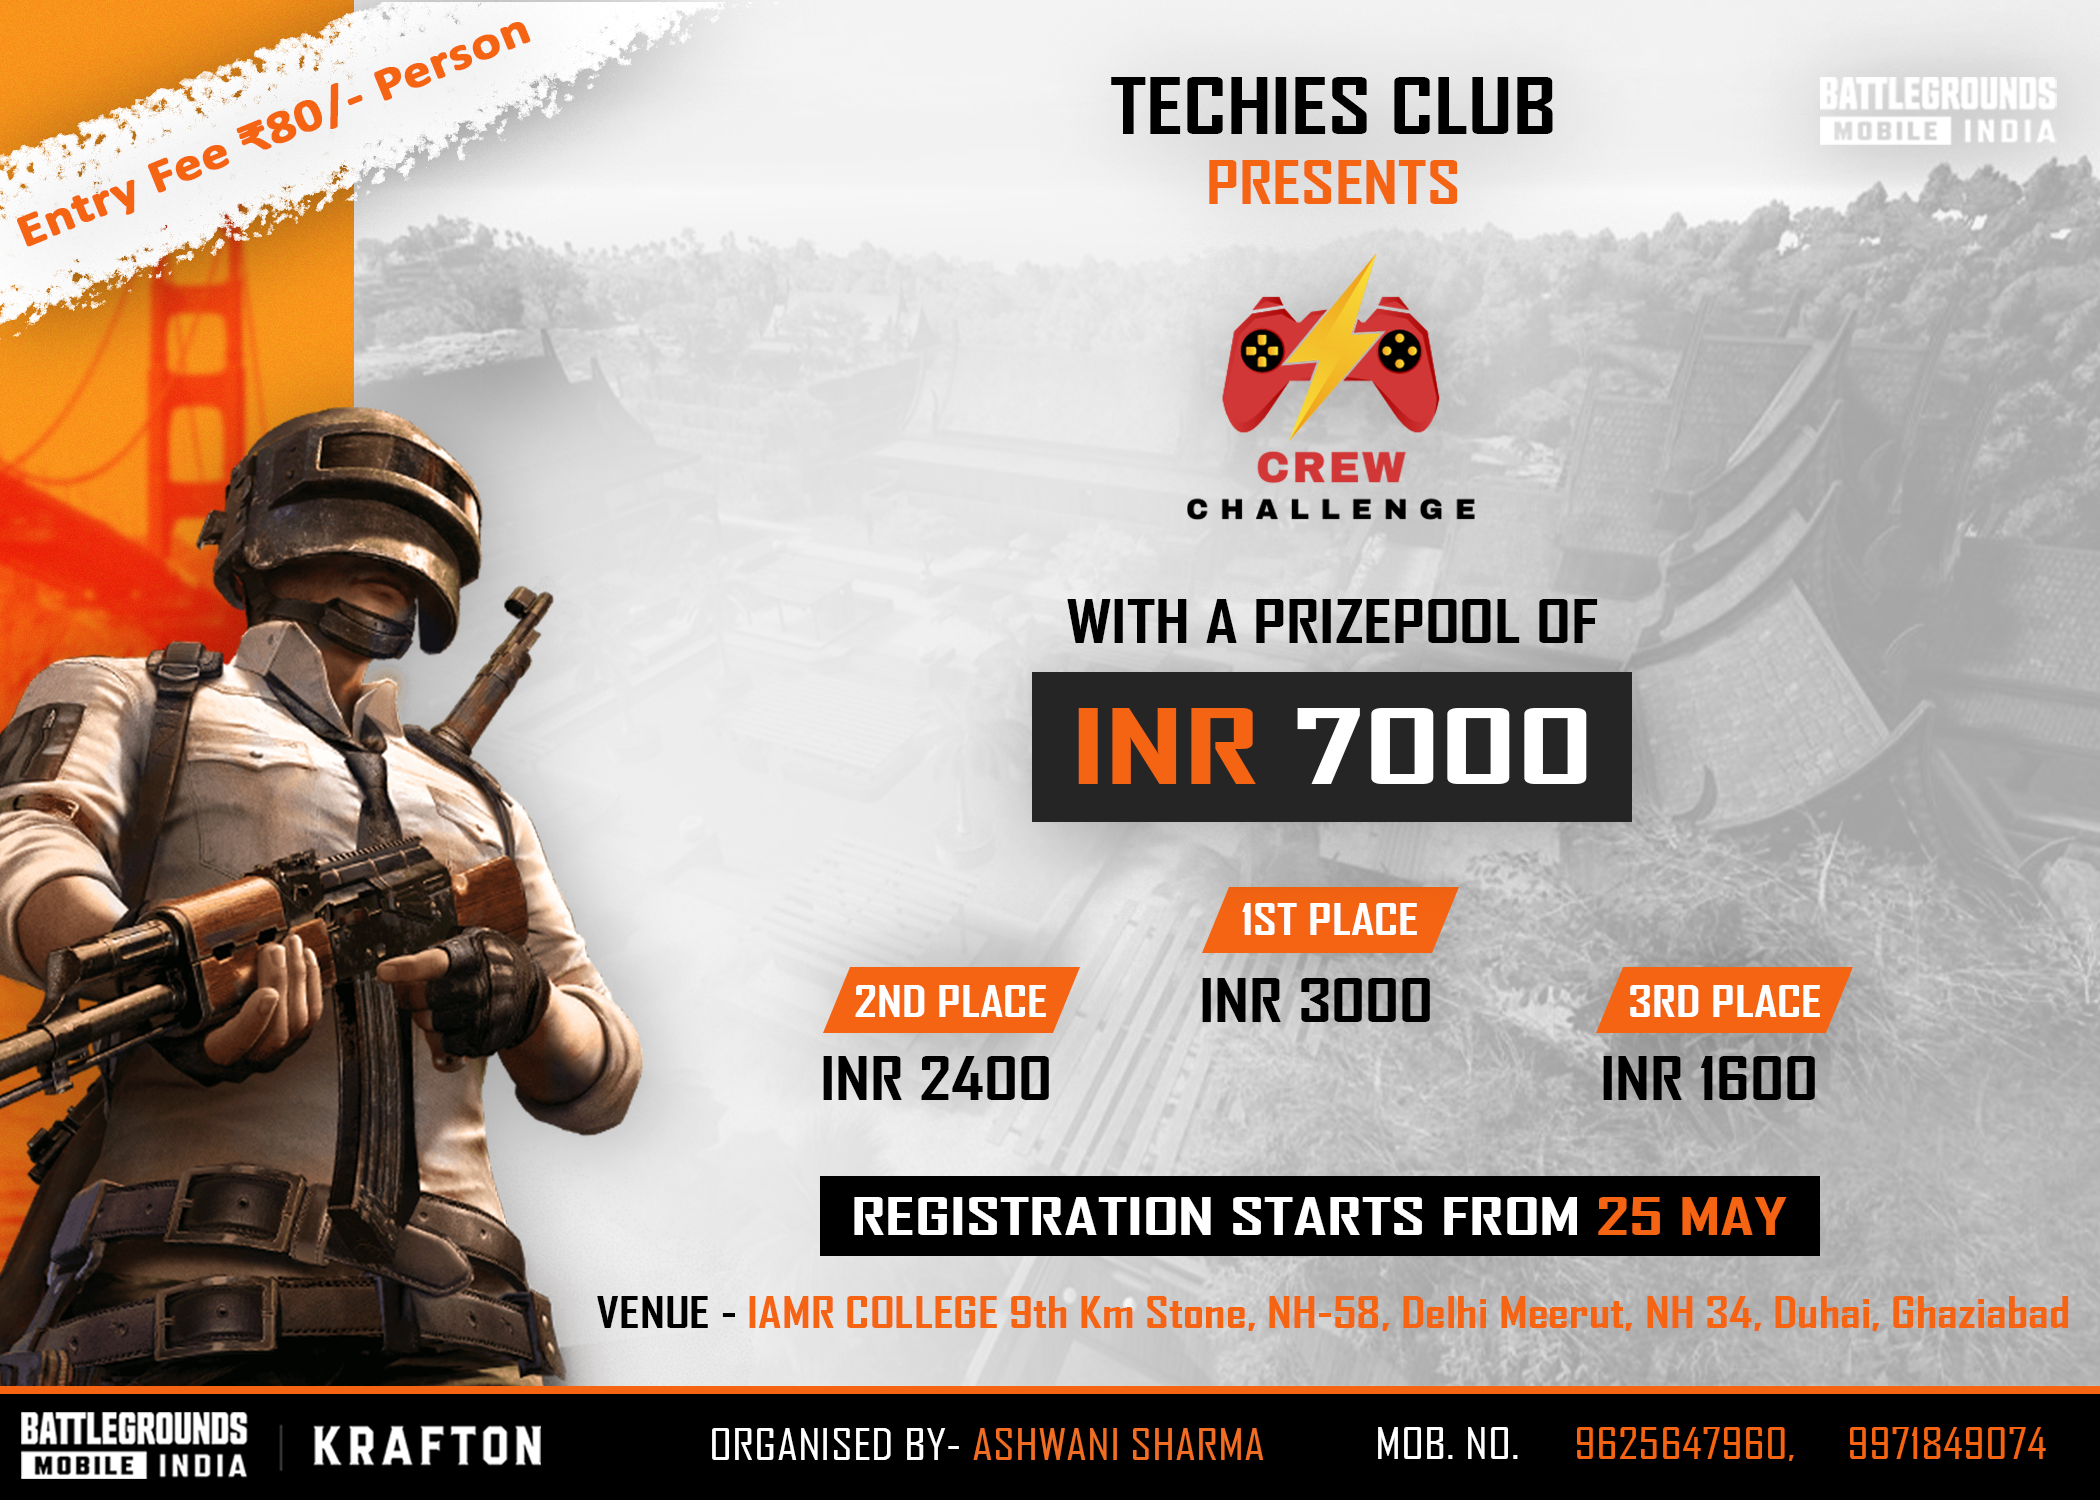 Entry Fee ₹80/- Person
TECHIES CLUB
PRESENTS
BATTLEGROUNDS
MOBILE INDIA
CREW
CHALLENGE
WITH A PRIZEPOOL OF
INR 7000
1ST PLACE
INR 3000
2ND PLACE
INR 2400
3RD PLACE
INR 1600
REGISTRATION STARTS FROM 25 MAY
VENUE - IAMR COLLEGE 9th Km Stone, NH-58, Delhi Meerut, NH 34, Duhai, Ghaziabad
BATTLEGROUNDS
MOBILE INDIA
KRAFTON
ORGANISED BY- ASHWANI SHARMA
MOB. NO. 9625647960, 9971849074